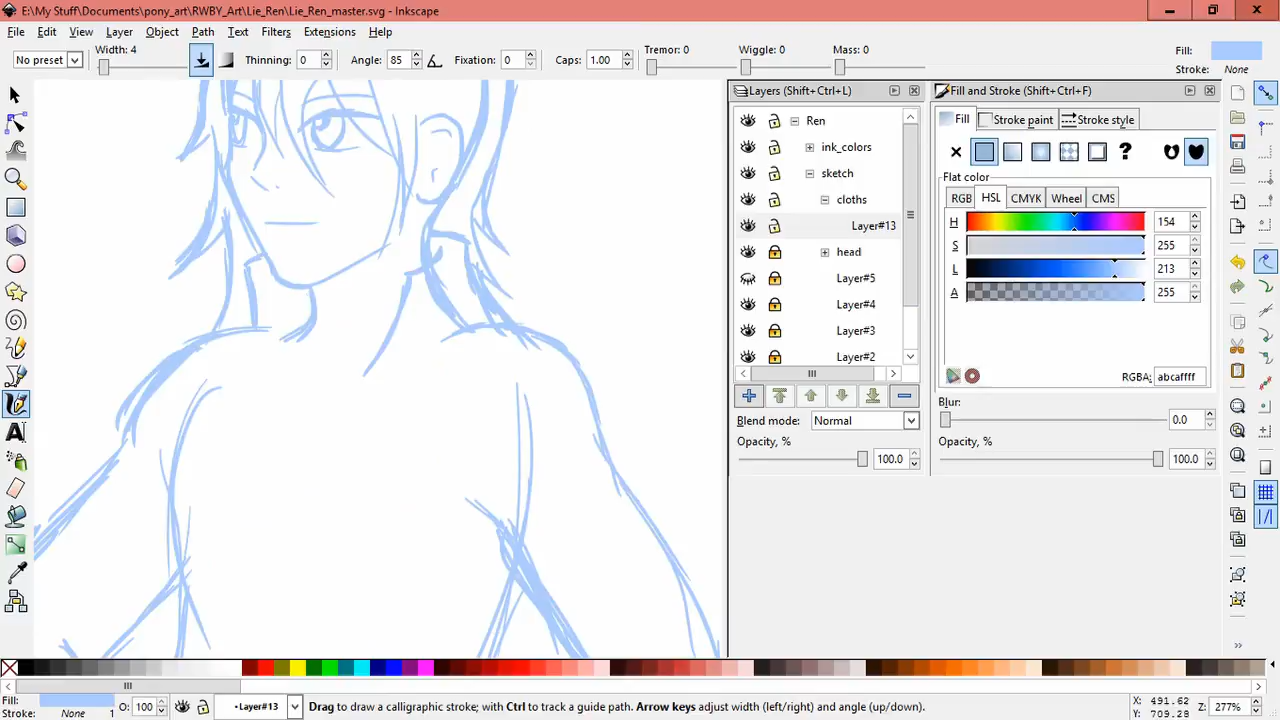 E:\My Stuff\Documents\pony_art\RWBY_Art\Lie_Ren\Lie_Ren_master.svg - Inkscape
File Edit View Layer Object Path Text Filters Extensions Help
No preset Width: 4 Thinning: 0 Angle: 85 Fixation: 0 Caps: 1.00 Tremor: 0 Wiggle: 0 Mass: 0 Fill: Stroke: None
Layers (Shift+Ctrl+L)
Ren
ink_colors
sketch
cloths
Layer#13
head
Layer#5
Layer#4
Layer#3
Layer#2
Blend mode: Normal
Opacity, % 100.0
Fill and Stroke (Shift+Ctrl+F)
Fill Stroke paint Stroke style
?
Flat color
RGB HSL CMYK Wheel CMS
H 154
S 255
L 213
A 255
RGBA: abcaffff
Blur:
0.0
Opacity, %
100.0
Fill:
Stroke: None 1 O: 100 •Layer#13 Drag to draw a calligraphic stroke; with Ctrl to track a guide path. Arrow keys adjust width (left/right) and angle (up/down). X: 491.62 Y: 709.28 Z: 277%